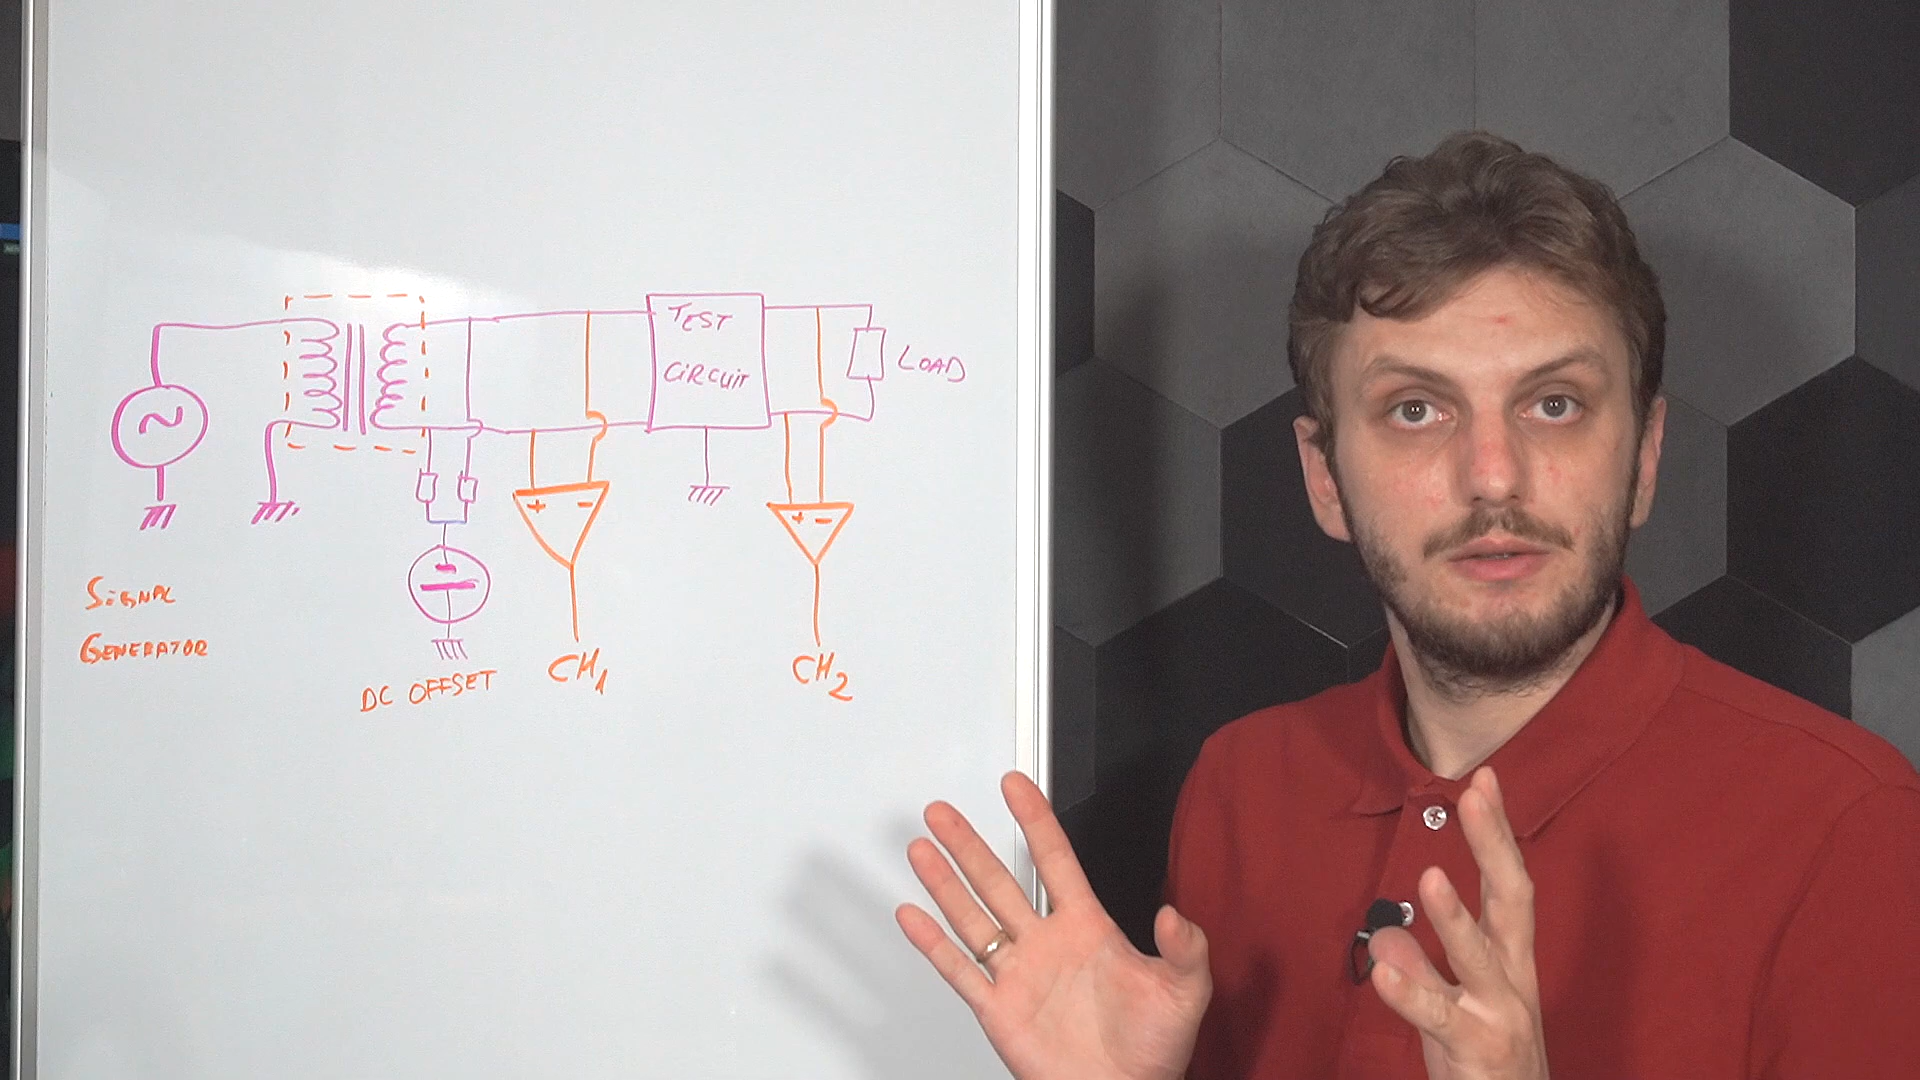 TEST
CIRCUIT
LOAD
+ -
+ -
SIGNAL
GENERATOR
DC OFFSET
CH1
CH2